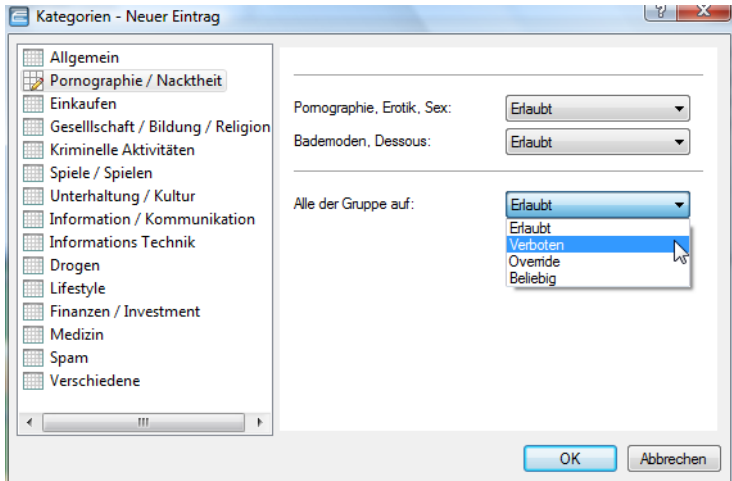 Kategorien - Neuer Eintrag
?
Allgemein
Pornographie / Nacktheit
Einkaufen
Geselllschaft / Bildung / Religion
Kriminelle Aktivitäten
Spiele / Spielen
Unterhaltung / Kultur
Information / Kommunikation
Informations Technik
Drogen
Lifestyle
Finanzen / Investment
Medizin
Spam
Verschiedene
Pornographie, Erotik, Sex: Erlaubt
Bademoden, Dessous: Erlaubt
Alle der Gruppe auf: Erlaubt
Erlaubt
Verboten
Override
Beliebig
OK Abbrechen